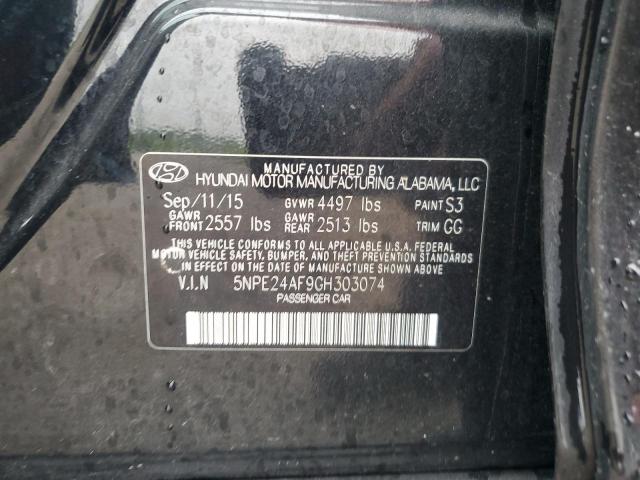 MANUFACTURED BY
HYUNDAI MOTOR MANUFACTURING ALABAMA, LLC
Sep/11/15 GVWR 4497 lbs PAINT S3
GAWR FRONT 2557 lbs GAWR REAR 2513 lbs TRIM GG
THIS VEHICLE CONFORMS TO ALL APPLICABLE U.S.A. FEDERAL
MOTOR VEHICLE SAFETY, BUMPER, AND THEFT PREVENTION STANDARDS
IN EFFECT ON THE DATE OF MANUFACTURE SHOWN ABOVE.
V.I.N 5NPE24AF9GH303074
PASSENGER CAR